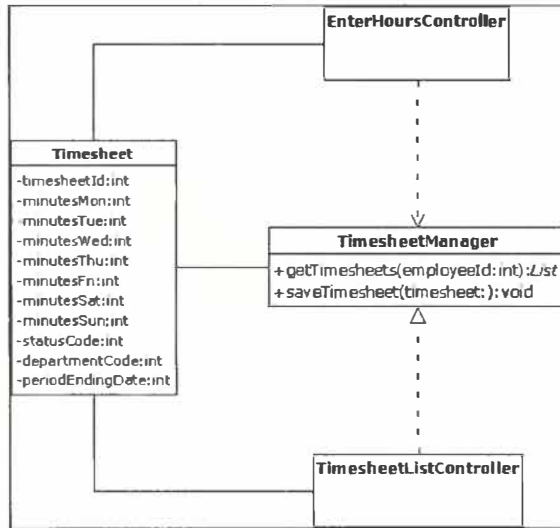 EnterHoursController
Timesheet
-timesheetId:int
-minutesMon:int
-minutesTue:int
-minutesWed:int
-minutesThu:int
-minutesFri:int
-minutesSat:int
-minutesSun:int
-statusCode:int
-departmentCode:int
-periodEndingDate:int
TimesheetManager
+getTimesheets(employeeId:int):List
+saveTimesheet(timesheet:):void
TimesheetListController